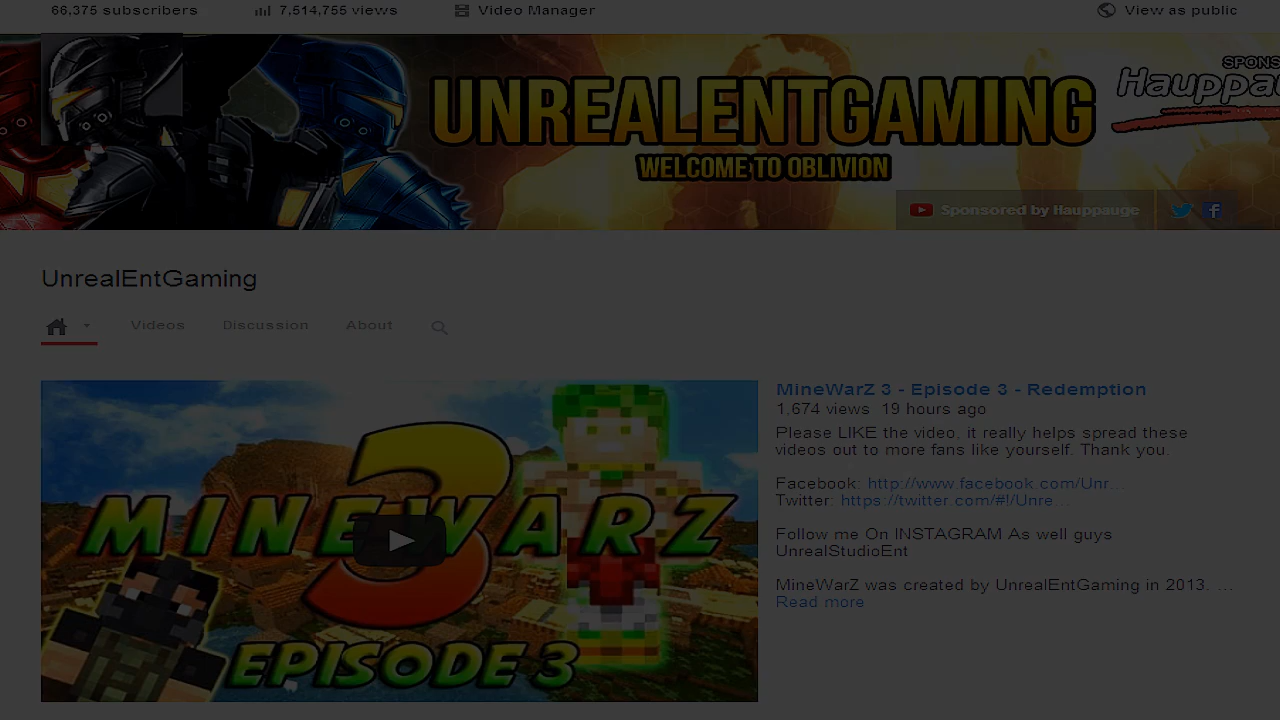 66,375 subscribers 7,514,755 views Video Manager View as public
SPONS
Hauppau
UNREALENTGAMING
WELCOME TO OBLIVION
Sponsored by Hauppauge
UnrealEntGaming
Videos Discussion About
MineWarZ 3 - Episode 3 - Redemption
1,674 views 19 hours ago
Please LIKE the video, it really helps spread these
videos out to more fans like yourself. Thank you.
Facebook: http://www.facebook.com/Unr...
Twitter: https://twitter.com/#!/Unre...
Follow me On INSTAGRAM As well guys
UnrealStudioEnt
MineWarZ was created by UnrealEntGaming in 2013. ...
Read more
3
MINEWARZ
EPISODE 3